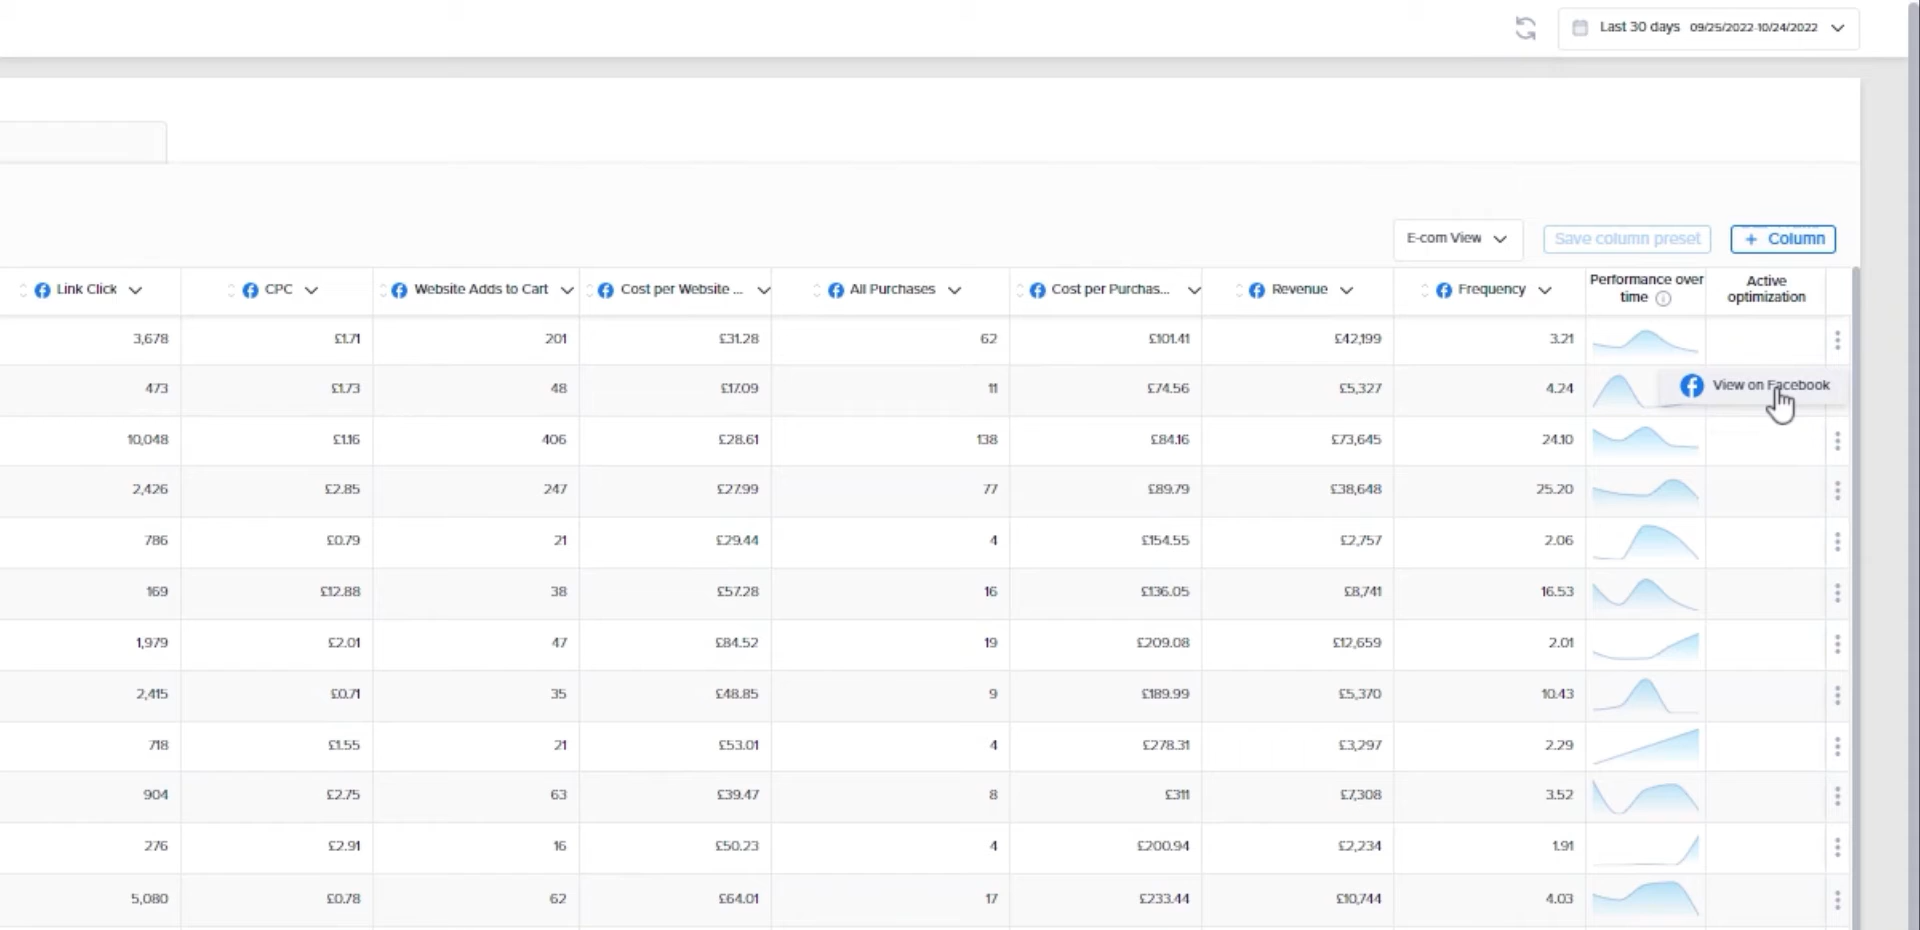 Last 30 days 09/25/2022-10/24/2022
E-com View Save column preset + Column
Link Click CPC Website Adds to Cart Cost per Website ... All Purchases Cost per Purchas... Revenue Frequency Performance over time Active optimization
3,678 £1.71 201 £31.28 62 £101.41 £42,199 3.21
473 £1.73 48 £17.09 11 £74.56 £5,327 4.24 View on Facebook
10,048 £1.16 406 £28.61 138 £84.16 £73,645 24.10
2,426 £2.85 247 £27.99 77 £89.79 £38,648 25.20
786 £0.79 21 £29.44 4 £154.55 £2,757 2.06
169 £12.88 38 £57.28 16 £136.05 £8,741 16.53
1,979 £2.01 47 £84.52 19 £209.08 £12,659 2.01
2,415 £0.71 35 £48.85 9 £189.99 £5,370 10.43
718 £1.55 21 £53.01 4 £278.31 £3,297 2.29
904 £2.75 63 £39.47 8 £311 £7,308 3.52
276 £2.91 16 £50.23 4 £200.94 £2,234 1.91
5,080 £0.78 62 £64.01 17 £233.44 £10,744 4.03